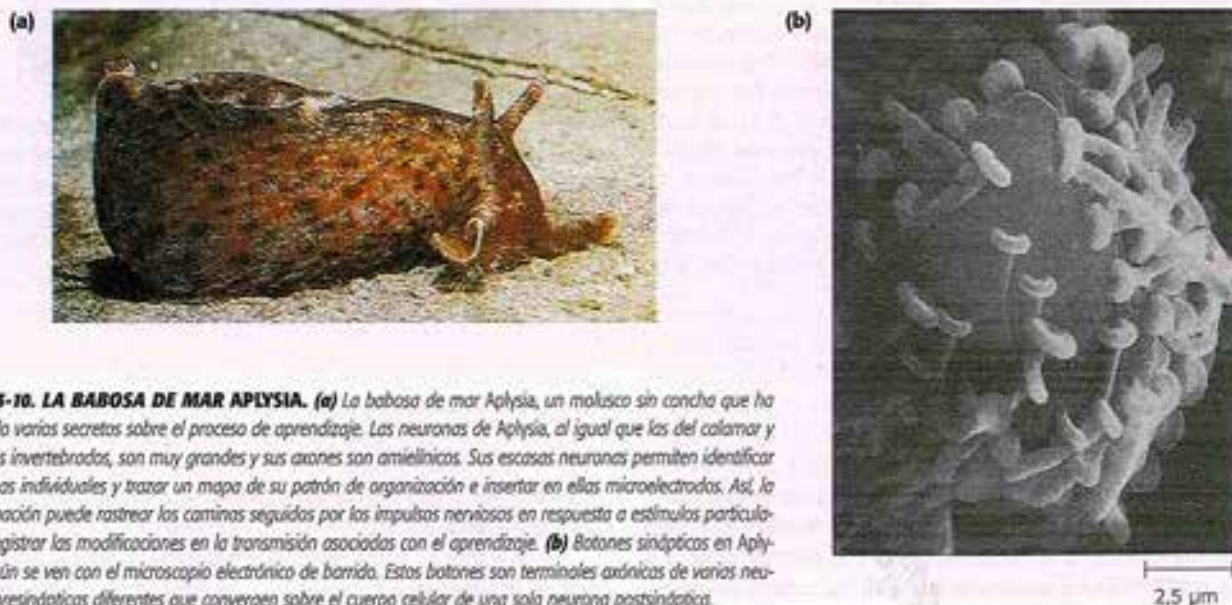 (a)
(b)
6-10. LA BABOSA DE MAR APLYSIA. (a) La babosa de mar Aplysia, un molusco sin concha que ha
varios secretos sobre el proceso de aprendizaje. Las neuronas de Aplysia, al igual que las del calamar y
invertebrados, son muy grandes y sus axones son amielínicos. Sus escasas neuronas permiten identificar
individuales y trazar un mapa de su patrón de organización e insertar en ellas microelectrodos. Así, la
puede rastrear los caminos seguidos por los impulsos nerviosos en respuesta a estímulos particula-
las modificaciones en la transmisión asociadas con el aprendizaje. (b) Botones sinápticos en Aply-
se ven con el microscopio electrónico de barrido. Estos botones son terminales axónicas de varias neu-
diferentes que convergen sobre el cuerpo celular de una sola neurona postsináptica.
2.5 µm